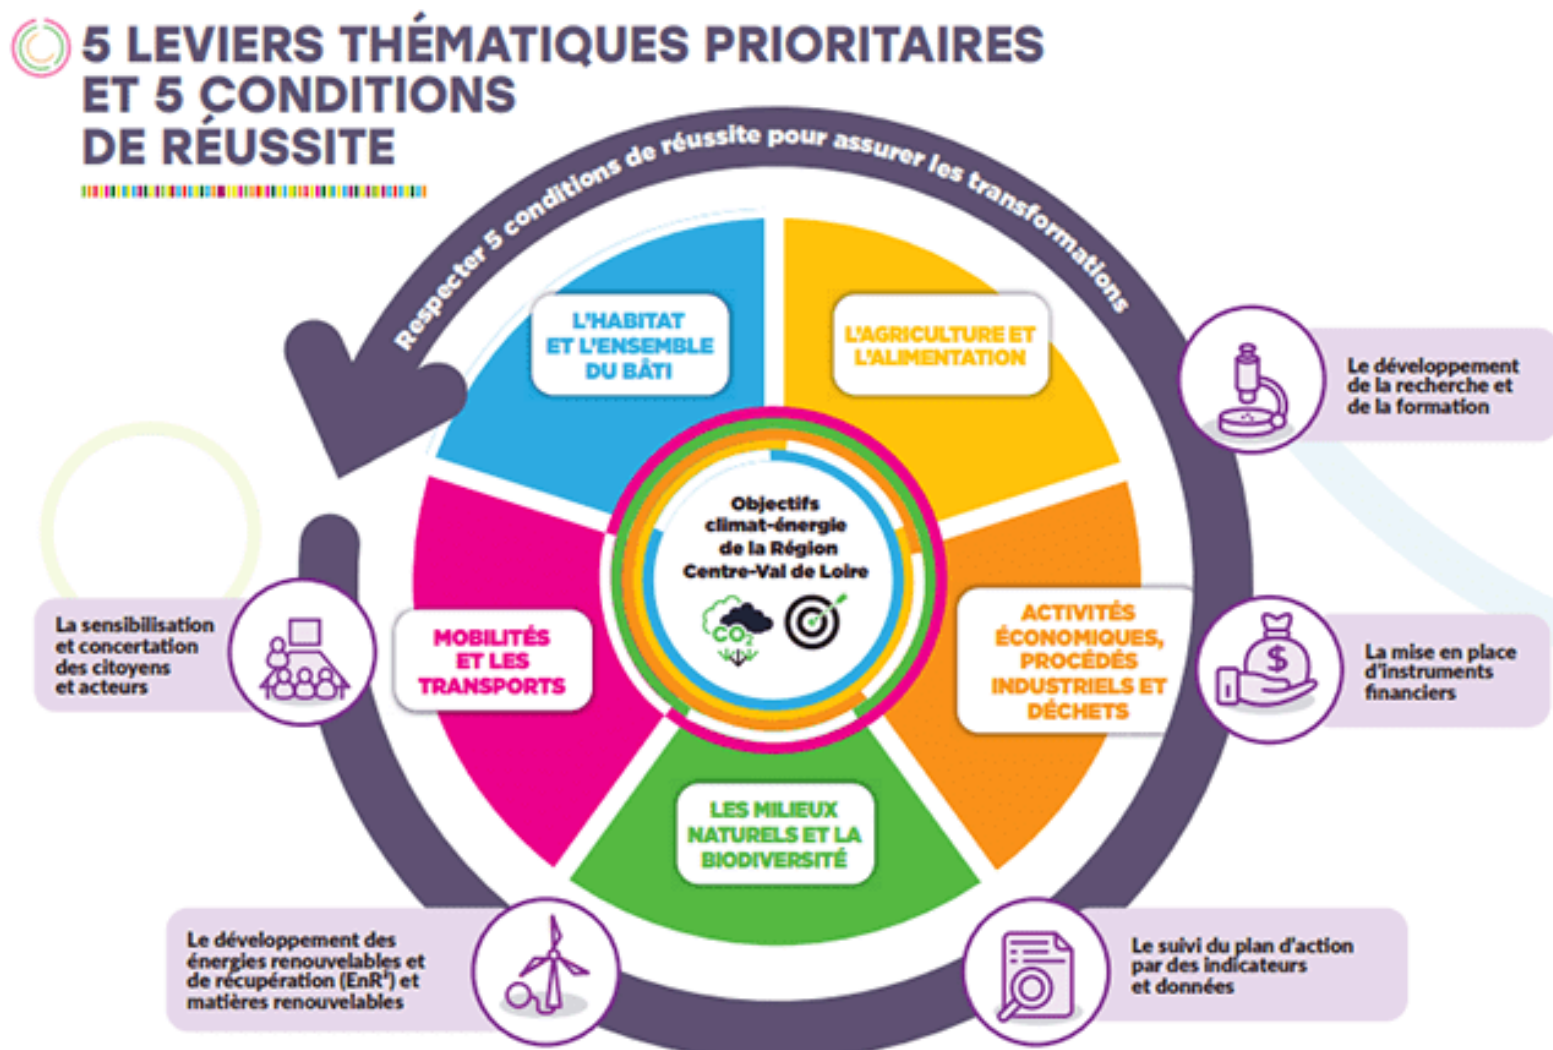 5 LEVIERS THÉMATIQUES PRIORITAIRES
ET 5 CONDITIONS
DE RÉUSSITE
Respecter 5 conditions de réussite pour assurer les transformations
L'HABITAT
ET L'ENSEMBLE
DU BÂTI
L'AGRICULTURE ET
L'ALIMENTATION
Le développement
de la recherche et
de la formation
Objectifs
climat-énergie
de la Région
Centre-Val de Loire
CO₂
MOBILITÉS
ET LES
TRANSPORTS
ACTIVITÉS
ÉCONOMIQUES,
PROCÉDÉS
INDUSTRIELS ET
DÉCHETS
La sensibilisation
et concertation
des citoyens
et acteurs
$
La mise en place
d'instruments
financiers
LES MILIEUX
NATURELS ET LA
BIODIVERSITÉ
Le développement des
énergies renouvelables et
de récupération (EnR²) et
matières renouvelables
Le suivi du plan d'action
par des indicateurs
et données